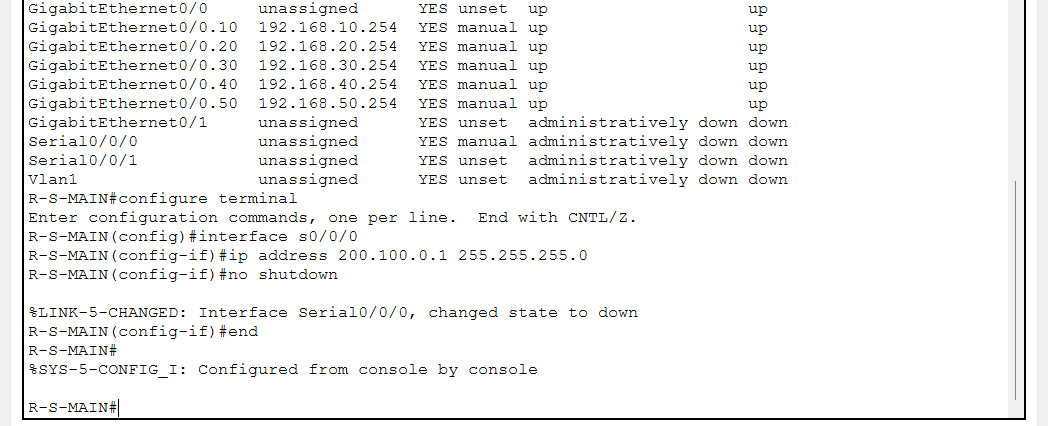 GigabitEthernet0/0     unassigned      YES unset  up                    up
GigabitEthernet0/0.10  192.168.10.254  YES manual up                    up
GigabitEthernet0/0.20  192.168.20.254  YES manual up                    up
GigabitEthernet0/0.30  192.168.30.254  YES manual up                    up
GigabitEthernet0/0.40  192.168.40.254  YES manual up                    up
GigabitEthernet0/0.50  192.168.50.254  YES manual up                    up
GigabitEthernet0/1     unassigned      YES unset  administratively down down
Serial0/0/0            unassigned      YES manual administratively down down
Serial0/0/1            unassigned      YES unset  administratively down down
Vlan1                  unassigned      YES unset  administratively down down
R-S-MAIN#configure terminal
Enter configuration commands, one per line.  End with CNTL/Z.
R-S-MAIN(config)#interface s0/0/0
R-S-MAIN(config-if)#ip address 200.100.0.1 255.255.255.0
R-S-MAIN(config-if)#no shutdown
%LINK-5-CHANGED: Interface Serial0/0/0, changed state to down
R-S-MAIN(config-if)#end
R-S-MAIN#
%SYS-5-CONFIG_I: Configured from console by console
R-S-MAIN#